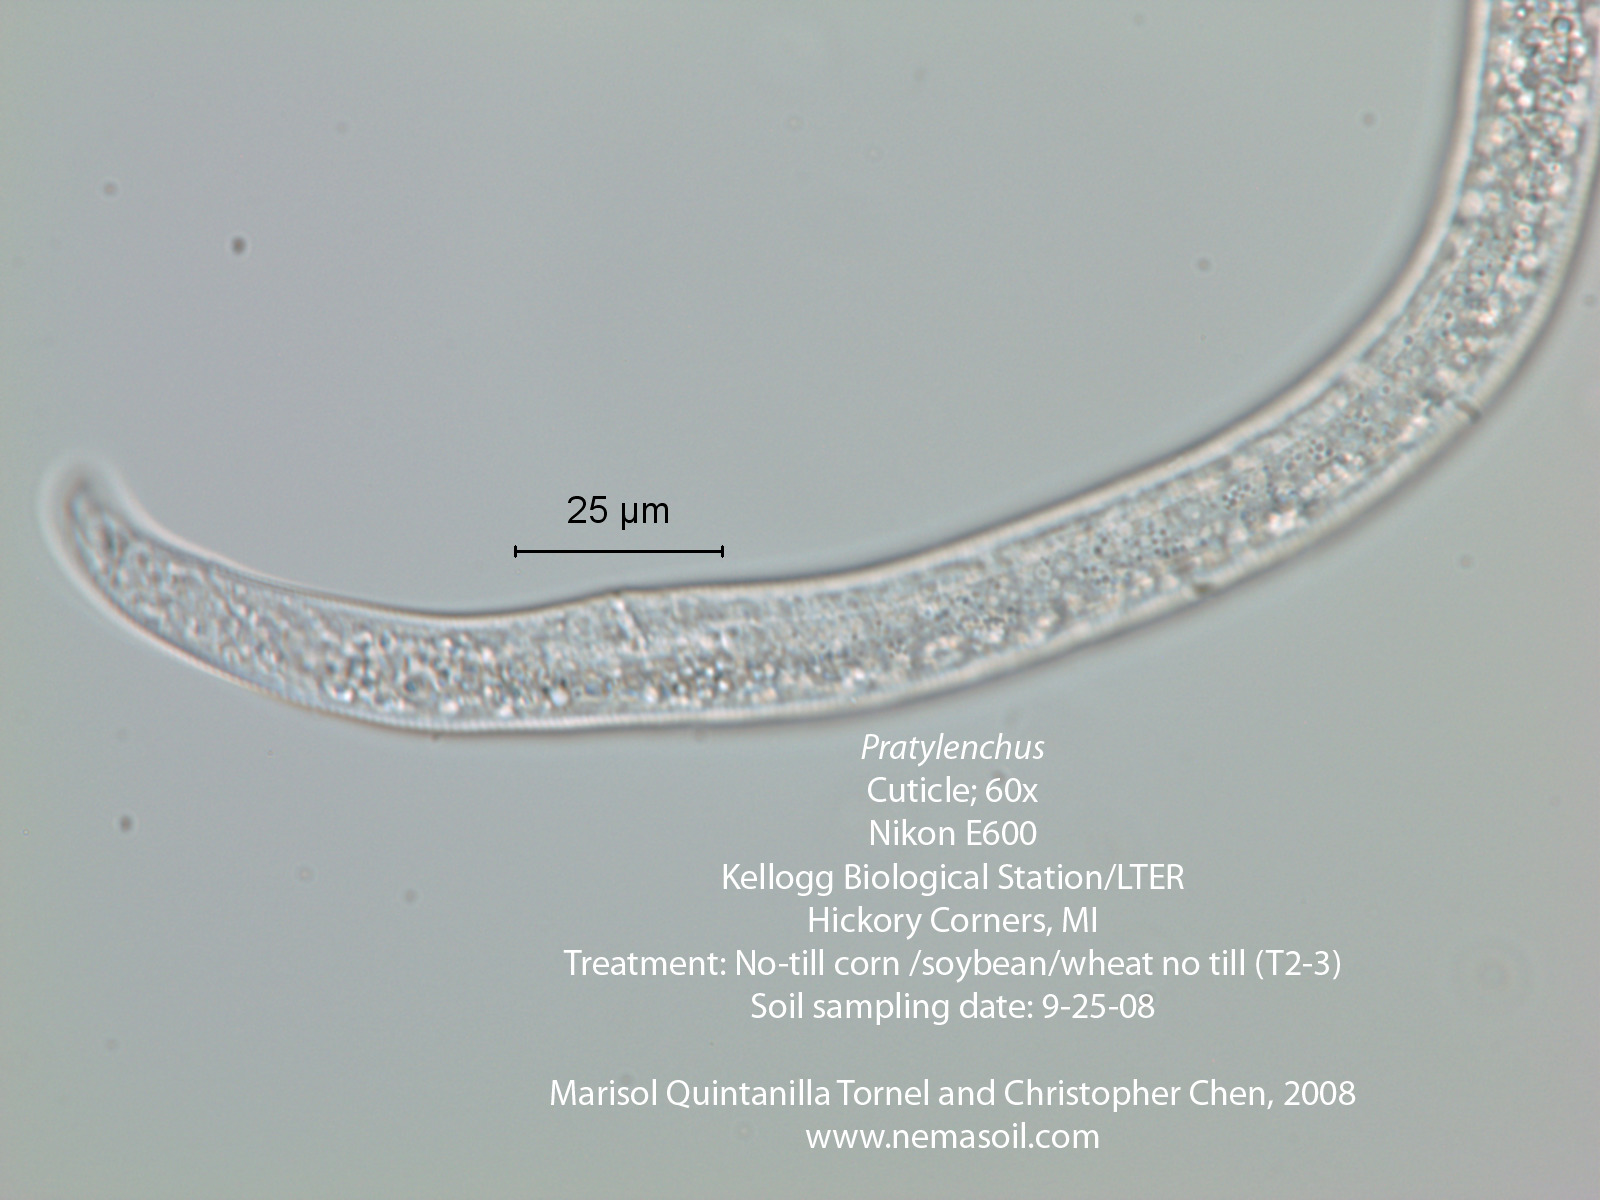 25 µm
Pratylenchus
Cuticle; 60x
Nikon E600
Kellogg Biological Station/LTER
Hickory Corners, MI
Treatment: No-till corn /soybean/wheat no till (T2-3)
Soil sampling date: 9-25-08
Marisol Quintanilla Tornel and Christopher Chen, 2008
www.nemasoil.com